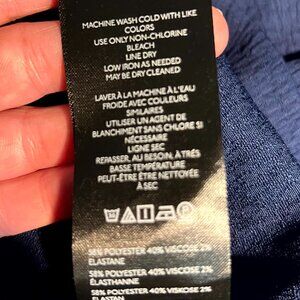 MACHINE WASH COLD WITH LIKE
COLORS
USE ONLY NON-CHLORINE
BLEACH
LINE DRY
LOW IRON AS NEEDED
MAY BE DRY CLEANED
LAVER À LA MACHINE À L'EAU
FROIDE AVEC COULEURS
SIMILAIRES
UTILISER UN AGENT DE
BLANCHIMENT SANS CHLORE SI
NÉCESSAIRE
LIGNE SEC
REPASSER, AU BESOIN, À TRÈS
BASSE TEMPÉRATURE
PEUT-ÊTRE ÊTRE NETTOYÉE
À SEC
58% POLYESTER 40% VISCOSE 2%
ELASTANE
58% POLYESTER 40% VISCOSE 2%
ÉLASTHANNE
58% POLYESTER 40% VISCOSE 2%
ELASTAN